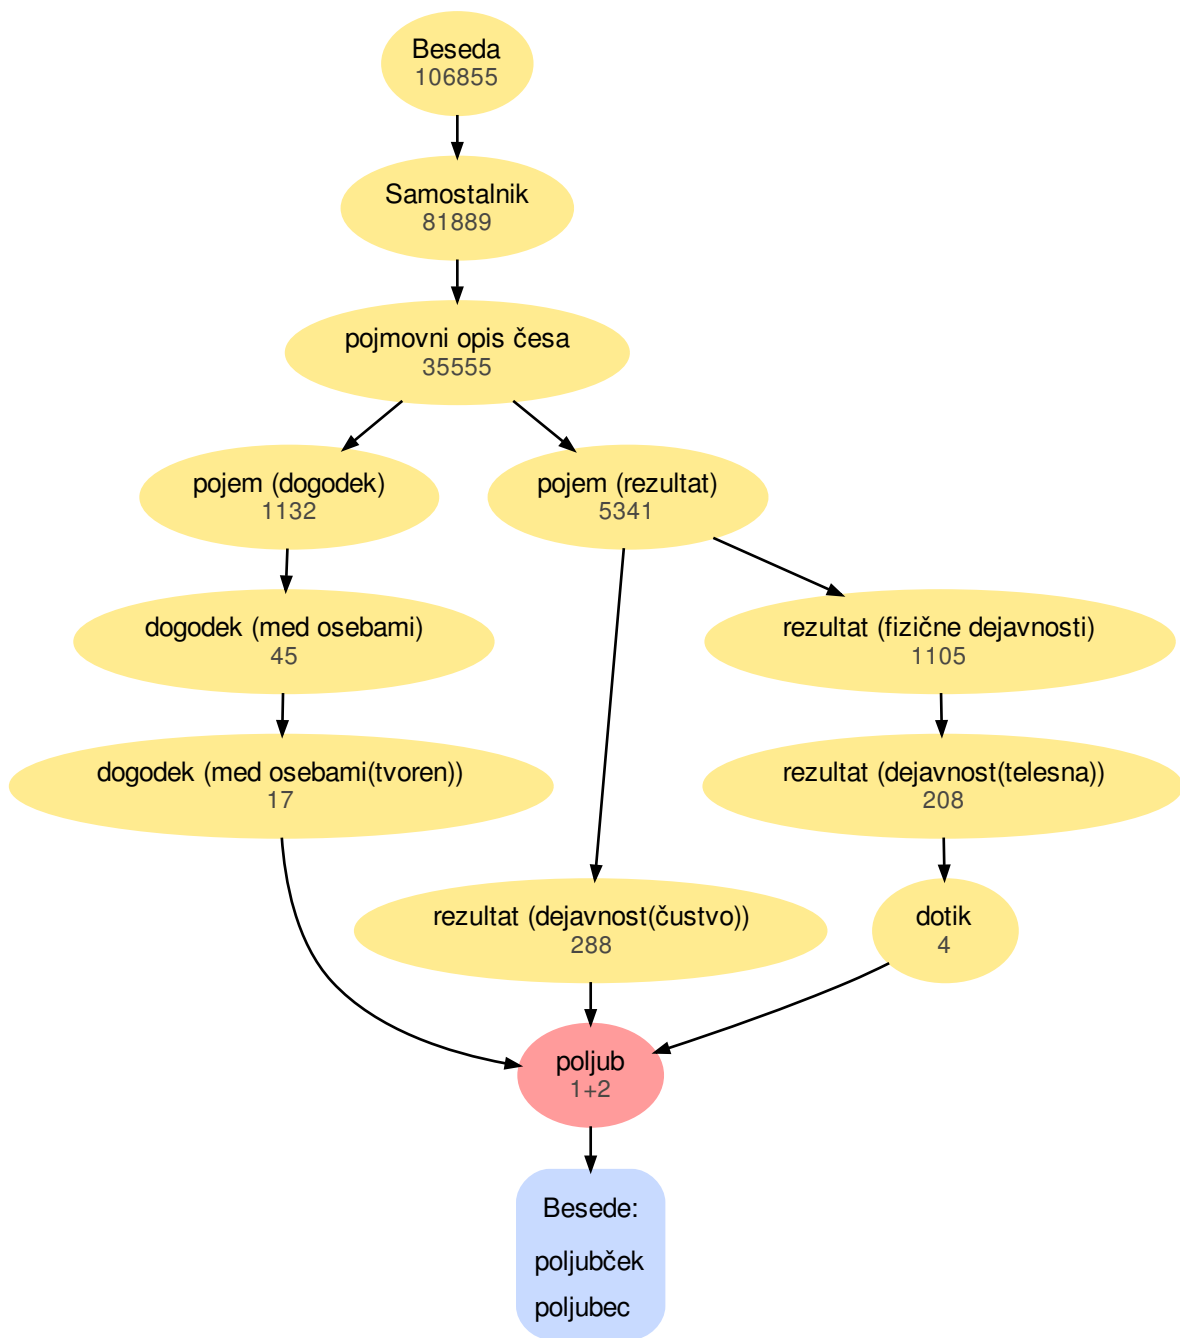 Beseda
106855
Samostalnik
81889
pojmovni opis česa
35555
pojem (dogodek)
1132
pojem (rezultat)
5341
dogodek (med osebami)
45
rezultat (fizične dejavnosti)
1105
dogodek (med osebami(tvoren))
17
rezultat (dejavnost(telesna))
208
rezultat (dejavnost(čustvo))
288
dotik
4
poljub
1+2
Besede:
poljubček
poljubec